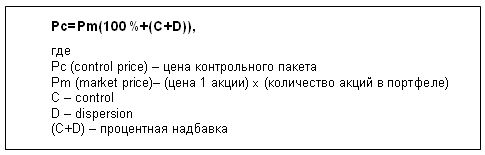 Pc=Pm(100 %+(C+D)),
где
Pc (control price) – цена контрольного пакета
Pm (market price)– (цена 1 акции) x (количество акций в портфеле)
C – control
D – dispersion
(C+D) – процентная надбавка